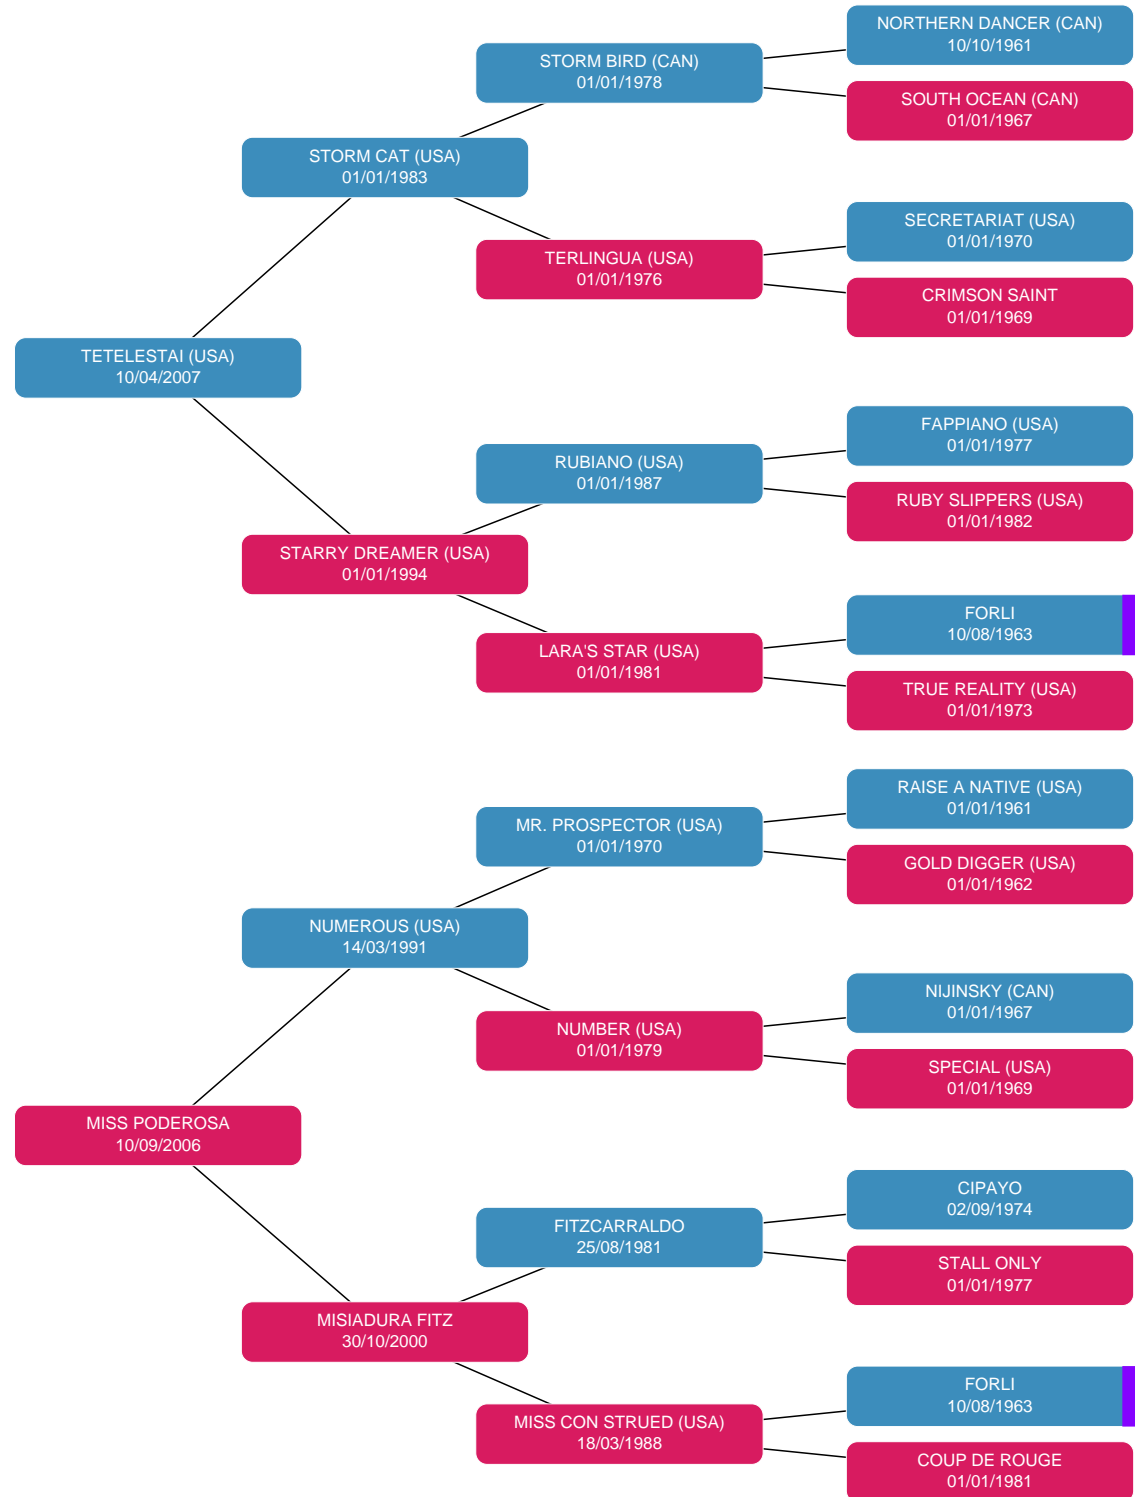 NORTHERN DANCER (CAN)
10/10/1961
STORM BIRD (CAN)
01/01/1978
SOUTH OCEAN (CAN)
01/01/1967
STORM CAT (USA)
01/01/1983
SECRETARIAT (USA)
01/01/1970
TERLINGUA (USA)
01/01/1976
CRIMSON SAINT
01/01/1969
TETELESTAI (USA)
10/04/2007
FAPPIANO (USA)
01/01/1977
RUBIANO (USA)
01/01/1987
RUBY SLIPPERS (USA)
01/01/1982
STARRY DREAMER (USA)
01/01/1994
FORLI
10/08/1963
LARA'S STAR (USA)
01/01/1981
TRUE REALITY (USA)
01/01/1973
RAISE A NATIVE (USA)
01/01/1961
MR. PROSPECTOR (USA)
01/01/1970
GOLD DIGGER (USA)
01/01/1962
NUMEROUS (USA)
14/03/1991
NIJINSKY (CAN)
01/01/1967
NUMBER (USA)
01/01/1979
SPECIAL (USA)
01/01/1969
MISS PODEROSA
10/09/2006
CIPAYO
02/09/1974
FITZCARRALDO
25/08/1981
STALL ONLY
01/01/1977
MISIADURA FITZ
30/10/2000
FORLI
10/08/1963
MISS CON STRUED (USA)
18/03/1988
COUP DE ROUGE
01/01/1981